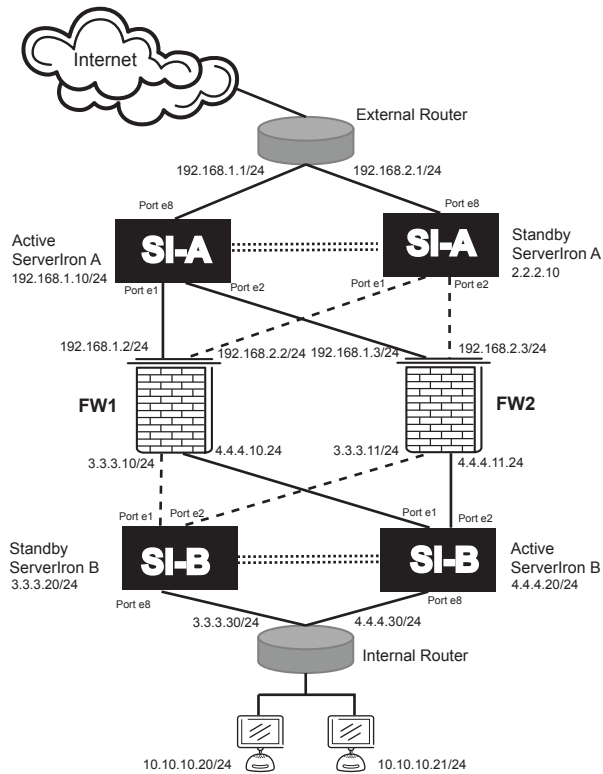 Internet
External Router
192.168.1.1/24
192.168.2.1/24
Port e8
Port e8
Active
ServerIron A
192.168.1.10/24
SI-A
SI-A
Standby
ServerIron A
2.2.2.10
Port e1
Port e2
Port e1
Port e2
192.168.1.2/24
192.168.2.2/24
192.168.1.3/24
192.168.2.3/24
FW1
FW2
3.3.3.10/24
4.4.4.10.24
3.3.3.11/24
4.4.4.11.24
Port e1
Port e2
Port e1
Port e2
Standby
ServerIron B
3.3.3.20/24
SI-B
SI-B
Active
ServerIron B
4.4.4.20/24
Port e8
Port e8
3.3.3.30/24
4.4.4.30/24
Internal Router
10.10.10.20/24
10.10.10.21/24